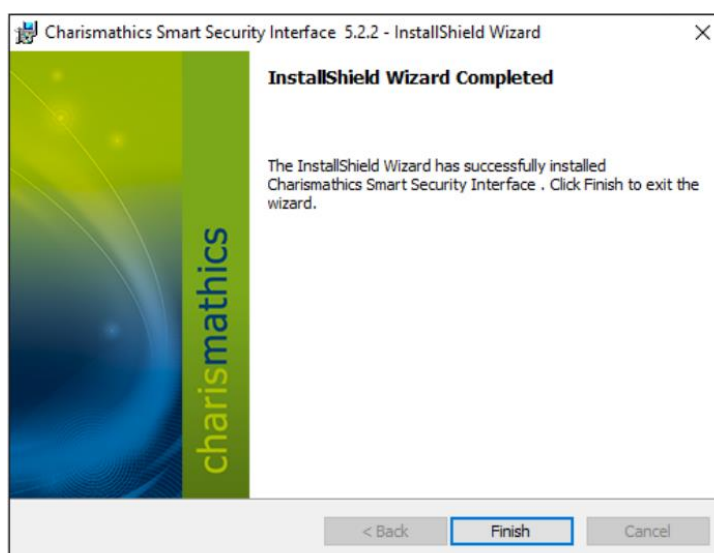 Charismathics Smart Security Interface 5.2.2 - InstallShield Wizard
InstallShield Wizard Completed
The InstallShield Wizard has successfully installed
Charismathics Smart Security Interface . Click Finish to exit the
wizard.
charismathics
< Back
Finish
Cancel